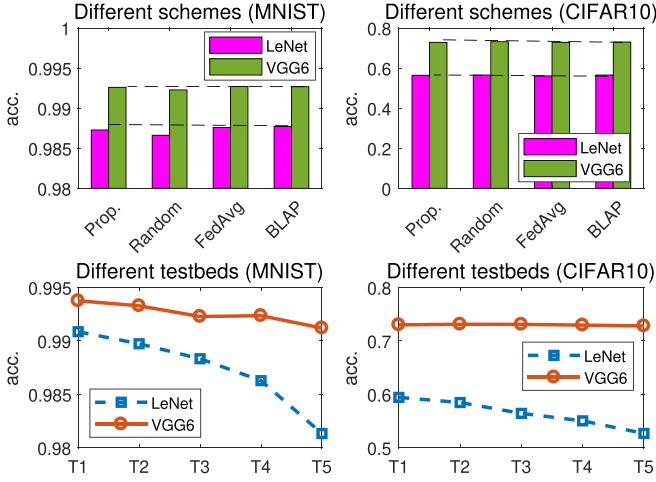 Different schemes (MNIST)
1
0.995
0.99
0.985
0.98
acc.
LeNet
VGG6
Prop.
Random
FedAvg
BLAP
Different schemes (CIFAR10)
0.8
0.6
0.4
0.2
0
acc.
LeNet
VGG6
Prop.
Random
FedAvg
BLAP
Different testbeds (MNIST)
0.995
0.99
0.985
0.98
acc.
LeNet
VGG6
T1 T2 T3 T4 T5
Different testbeds (CIFAR10)
0.8
0.7
0.6
0.5
acc.
LeNet
VGG6
T1 T2 T3 T4 T5